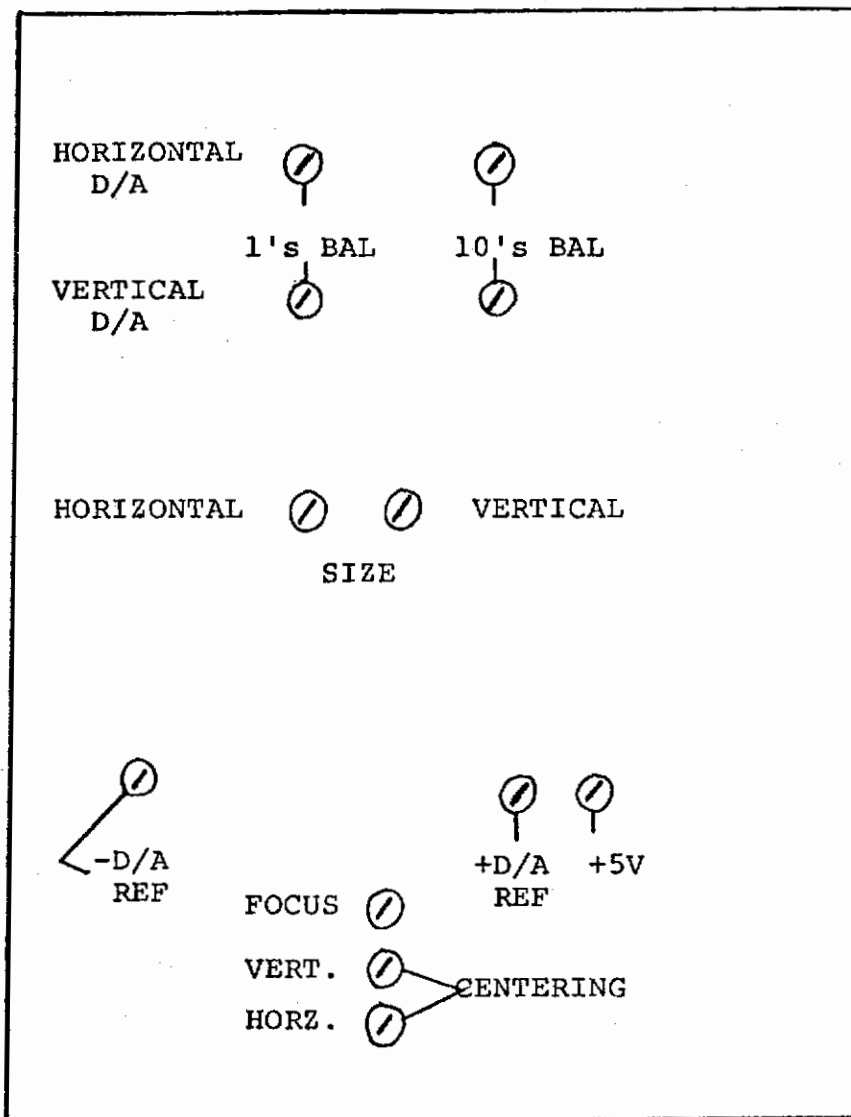 HORIZONTAL
D/A
1's BAL 10's BAL
VERTICAL
D/A
HORIZONTAL VERTICAL
SIZE
-D/A
REF
+D/A +5V
REF
FOCUS
VERT.
CENTERING
HORZ.